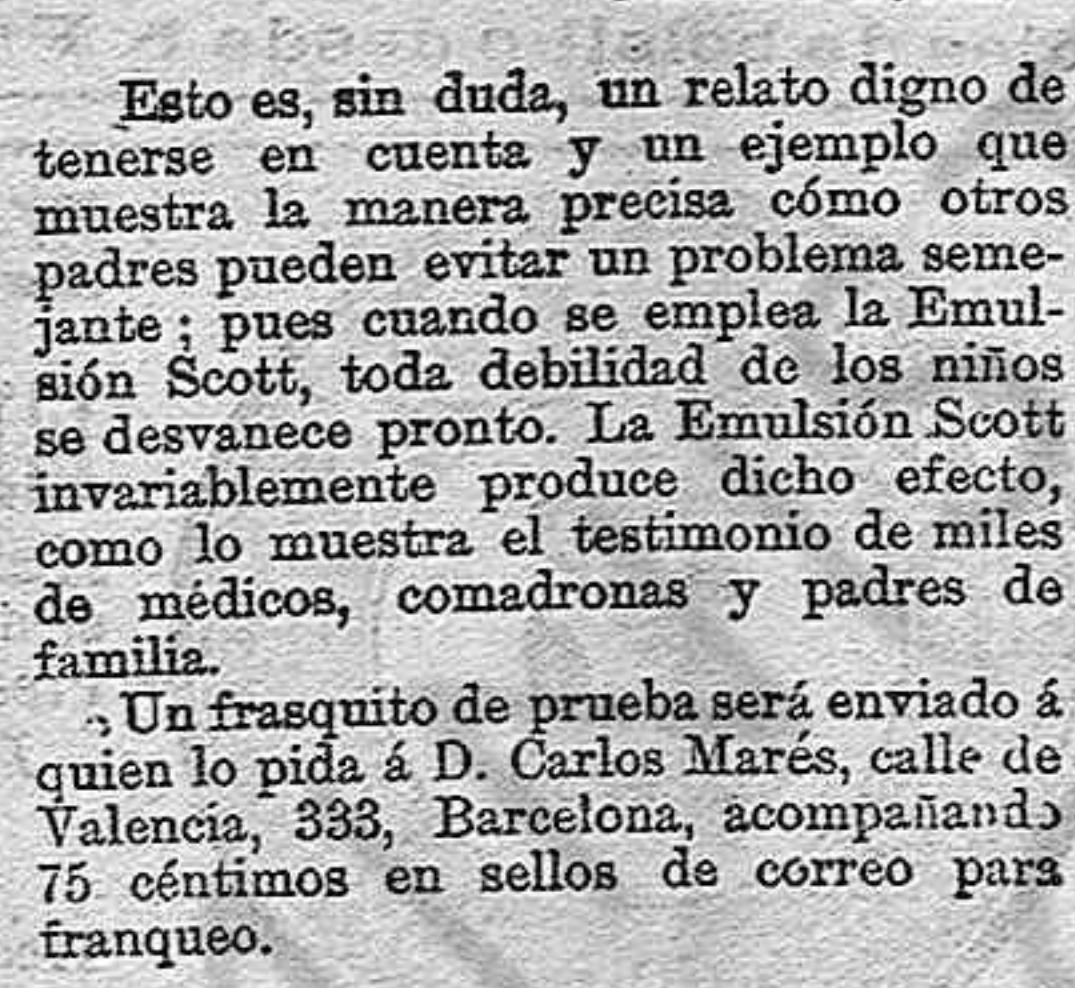 Esto es, sin duda, un relato digno de
tenerse en cuenta y un ejemplo que
muestra la manera precisa cómo otros
padres pueden evitar un problema seme-
jante; pues cuando se emplea la Emul-
sión Scott, toda debilidad de los niños
se desvanece pronto. La Emulsión Scott
invariablemente produce dicho efecto,
como lo muestra el testimonio de miles
de médicos, comadronas y padres de
familia.
Un frasquito de prueba será enviado á
quien lo pida á D. Carlos Marés, calle de
Valencia, 333, Barcelona, acompañando
75 céntimos en sellos de correo para
franqueo.